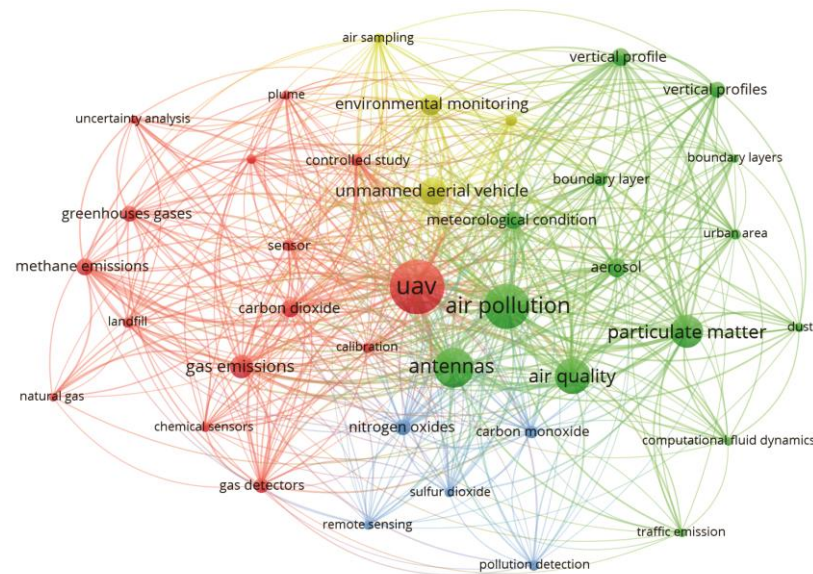 air sampling
vertical profile
vertical profiles
plume
environmental monitoring
uncertainty analysis
controlled study
boundary layers
boundary layer
unmanned aerial vehicle
greenhouses gases
meteorological condition
urban area
sensor
methane emissions
aerosol
uav
air pollution
carbon dioxide
landfill
particulate matter
dust
calibration
gas emissions
antennas
air quality
natural gas
chemical sensors
nitrogen oxides
carbon monoxide
computational fluid dynamics
gas detectors
sulfur dioxide
remote sensing
traffic emission
pollution detection